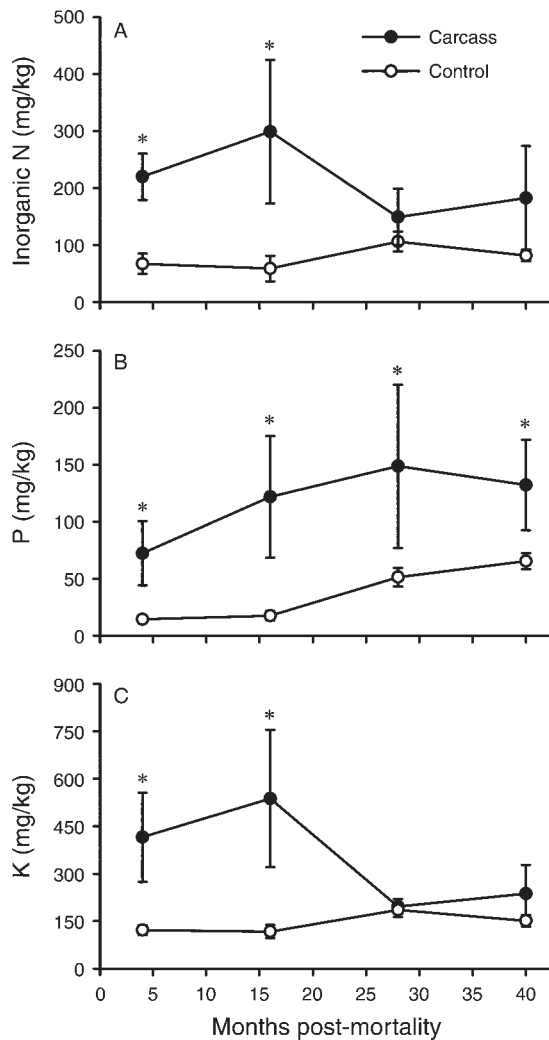 A
Carcass
Control
Inorganic N (mg/kg)
500
400
300
200
100
0
*
*
B
P (mg/kg)
250
200
150
100
50
0
*
*
*
*
C
K (mg/kg)
900
750
600
450
300
150
0
*
*
0 5 10 15 20 25 30 35 40
Months post-mortality